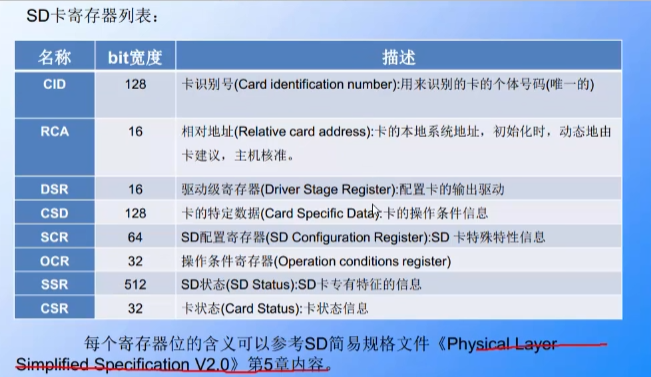 SD卡寄存器列表：
名称 bit宽度 描述
CID 128 卡识别号(Card identification number):用来识别的卡的个体号码(唯一的)
RCA 16 相对地址(Relative card address):卡的本地系统地址，初始化时，动态地由
卡建议，主机核准。
DSR 16 驱动级寄存器(Driver Stage Register):配置卡的输出驱动
CSD 128 卡的特定数据(Card Specific Data):卡的操作条件信息
SCR 64 SD配置寄存器(SD Configuration Register):SD 卡特殊特性信息
OCR 32 操作条件寄存器(Operation conditions register)
SSR 512 SD状态(SD Status):SD卡专有特征的信息
CSR 32 卡状态(Card Status):卡状态信息
每个寄存器位的含义可以参考SD简易规格文件《Physical Layer
Simplified Specification V2.0》第5章内容。